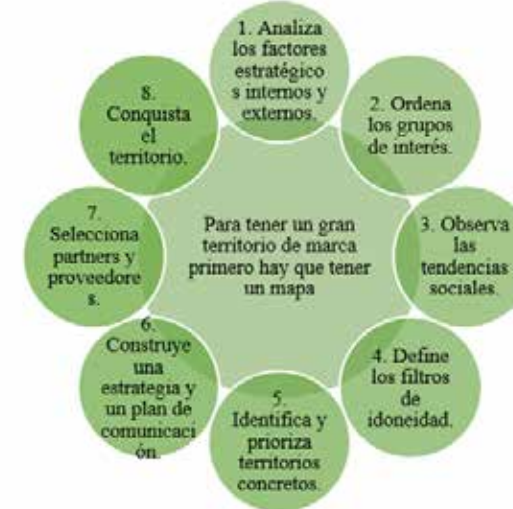 1. Analiza
los factores
estratégico
s internos y
externos.
2. Ordena
los grupos
de interés.
3. Observa
las
tendencias
sociales.
4. Define
los filtros
de
idoneidad.
5.
Identifica y
prioriza
territorios
concretos.
6.
Construye
una
estrategia y
un plan de
comunicaci
ón.
7.
Selecciona
partners y
proveedore
s.
8.
Conquista
el
territorio.
Para tener un gran
territorio de marca
primero hay que tener
un mapa